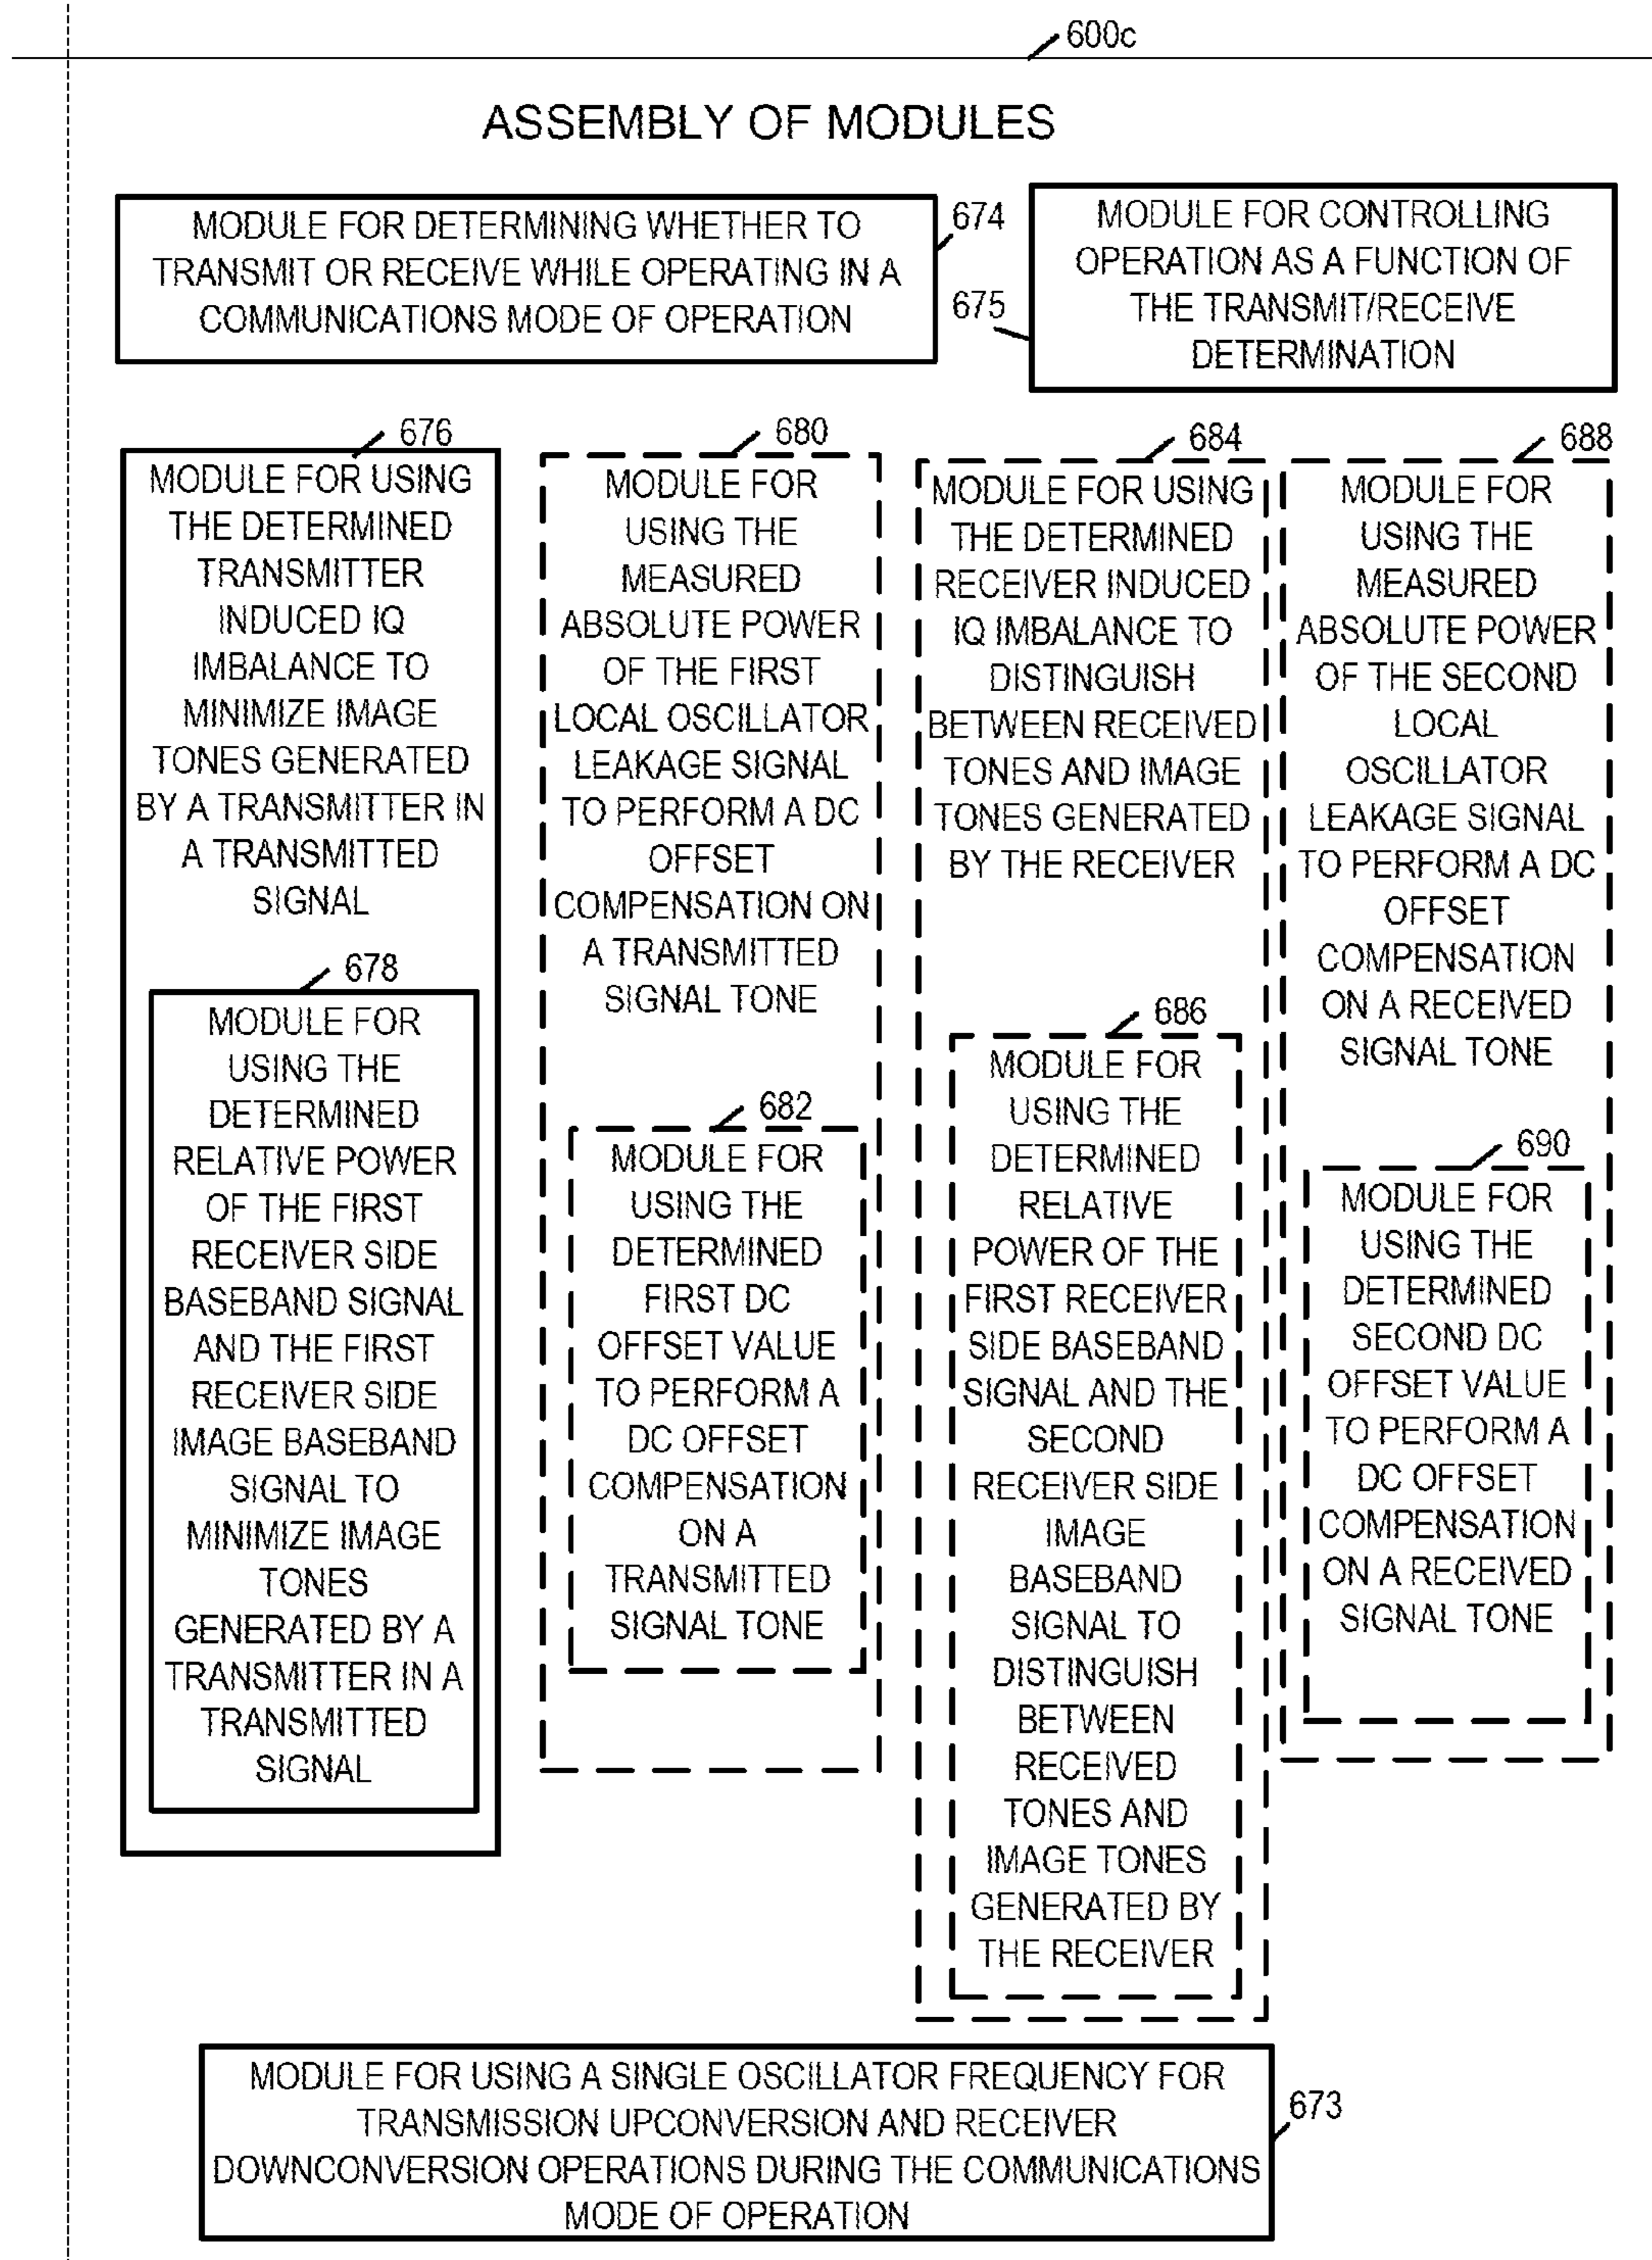 600c
ASSEMBLY OF MODULES
MODULE FOR DETERMINING WHETHER TO
TRANSMIT OR RECEIVE WHILE OPERATING IN A
COMMUNICATIONS MODE OF OPERATION
674
675
MODULE FOR CONTROLLING
OPERATION AS A FUNCTION OF
THE TRANSMIT/RECEIVE
DETERMINATION
676
MODULE FOR USING
THE DETERMINED
TRANSMITTER
INDUCED IQ
IMBALANCE TO
MINIMIZE IMAGE
TONES GENERATED
BY A TRANSMITTER IN
A TRANSMITTED
SIGNAL
678
MODULE FOR
USING THE
DETERMINED
RELATIVE POWER
OF THE FIRST
RECEIVER SIDE
BASEBAND SIGNAL
AND THE FIRST
RECEIVER SIDE
IMAGE BASEBAND
SIGNAL TO
MINIMIZE IMAGE
TONES
GENERATED BY A
TRANSMITTER IN A
TRANSMITTED
SIGNAL
680
MODULE FOR
USING THE
MEASURED
ABSOLUTE POWER
OF THE FIRST
LOCAL OSCILLATOR
LEAKAGE SIGNAL
TO PERFORM A DC
OFFSET
COMPENSATION ON
A TRANSMITTED
SIGNAL TONE
682
MODULE FOR
USING THE
DETERMINED
FIRST DC
OFFSET VALUE
TO PERFORM A
DC OFFSET
COMPENSATION
ON A
TRANSMITTED
SIGNAL TONE
684
MODULE FOR USING
THE DETERMINED
RECEIVER INDUCED
IQ IMBALANCE TO
DISTINGUISH
BETWEEN RECEIVED
TONES AND IMAGE
TONES GENERATED
BY THE RECEIVER
686
MODULE FOR
USING THE
DETERMINED
RELATIVE
POWER OF THE
FIRST RECEIVER
SIDE BASEBAND
SIGNAL AND THE
SECOND
RECEIVER SIDE
IMAGE
BASEBAND
SIGNAL TO
DISTINGUISH
BETWEEN
RECEIVED
TONES AND
IMAGE TONES
GENERATED BY
THE RECEIVER
688
MODULE FOR
USING THE
MEASURED
ABSOLUTE POWER
OF THE SECOND
LOCAL
OSCILLATOR
LEAKAGE SIGNAL
TO PERFORM A DC
OFFSET
COMPENSATION
ON A RECEIVED
SIGNAL TONE
690
MODULE FOR
USING THE
DETERMINED
SECOND DC
OFFSET VALUE
TO PERFORM A
DC OFFSET
COMPENSATION
ON A RECEIVED
SIGNAL TONE
MODULE FOR USING A SINGLE OSCILLATOR FREQUENCY FOR
TRANSMISSION UPCONVERSION AND RECEIVER
DOWNCONVERSION OPERATIONS DURING THE COMMUNICATIONS
MODE OF OPERATION
673